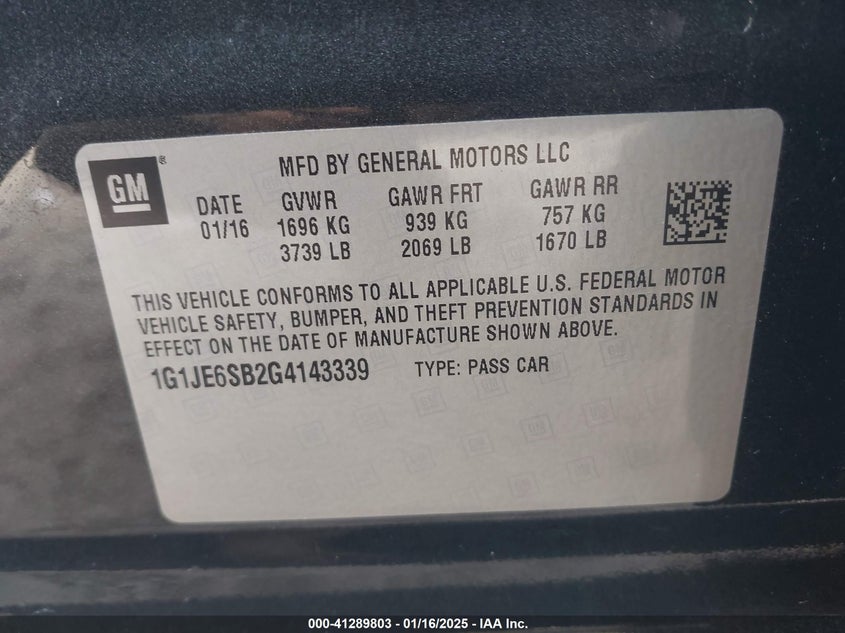 GM ®
MFD BY GENERAL MOTORS LLC
DATE GVWR GAWR FRT GAWR RR
01/16 1696 KG 939 KG 757 KG
3739 LB 2069 LB 1670 LB
THIS VEHICLE CONFORMS TO ALL APPLICABLE U.S. FEDERAL MOTOR
VEHICLE SAFETY, BUMPER, AND THEFT PREVENTION STANDARDS IN
EFFECT ON THE DATE OF MANUFACTURE SHOWN ABOVE.
1G1JE6SB2G4143339 TYPE: PASS CAR
000-41289803 - 01/16/2025 - IAA Inc.